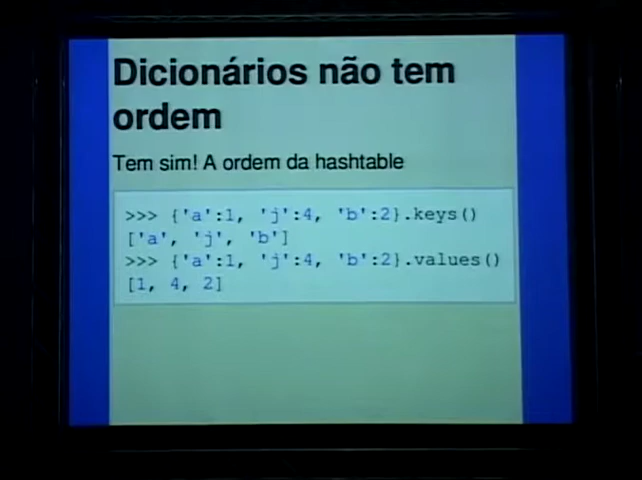 Dicionários não tem
ordem
Tem sim! A ordem da hashtable
>>> {'a':1, 'j':4, 'b':2}.keys()
['a', 'j', 'b']
>>> {'a':1, 'j':4, 'b':2}.values()
[1, 4, 2]